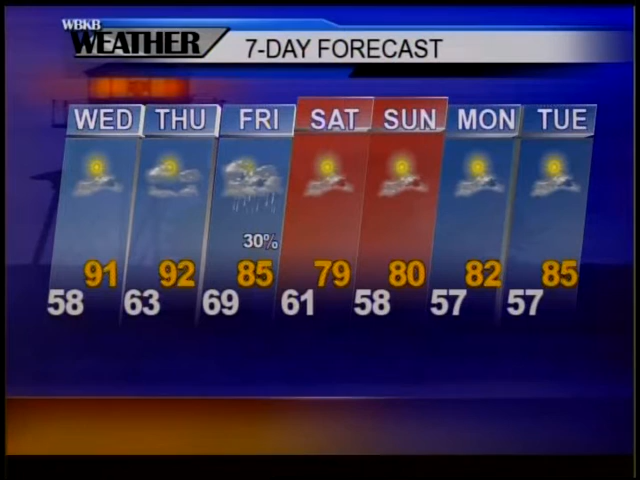 WBKB
WEATHER
7-DAY FORECAST
WED THU FRI SAT SUN MON TUE
30%
91 92 85 79 80 82 85
58 63 69 61 58 57 57